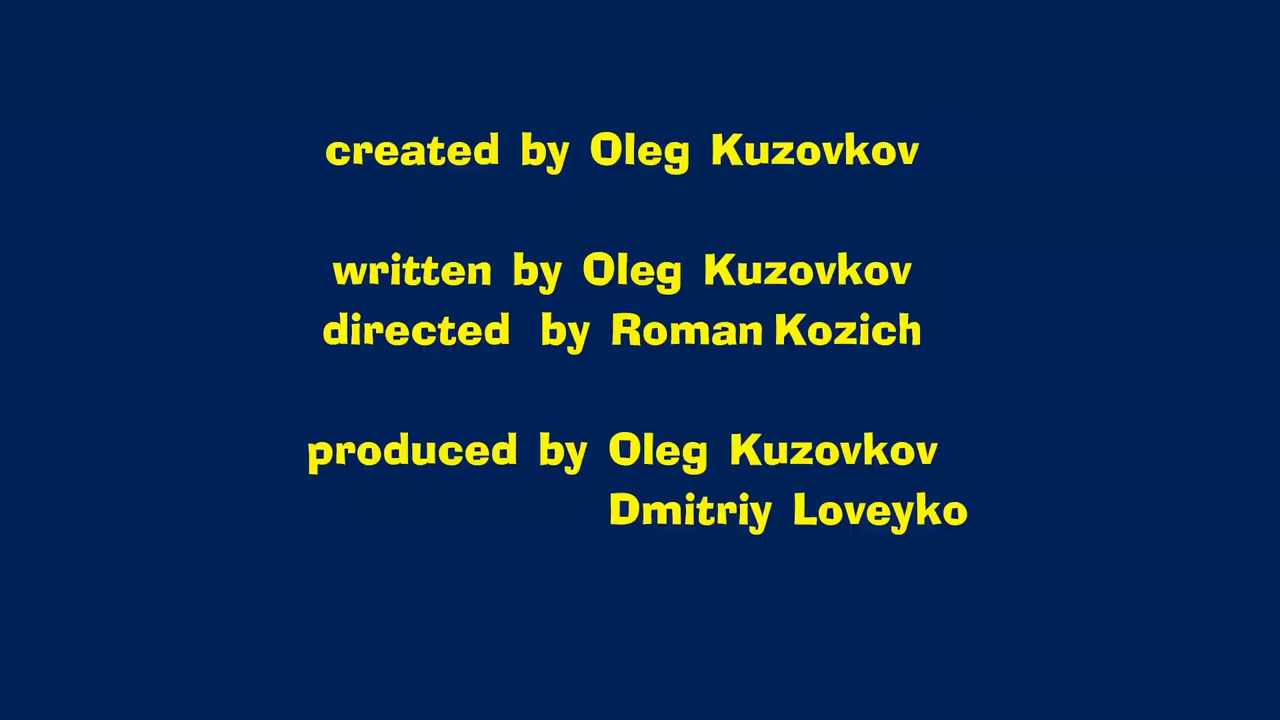 created by Oleg Kuzovkov
written by Oleg Kuzovkov
directed by Roman Kozich
produced by Oleg Kuzovkov
Dmitriy Loveyko